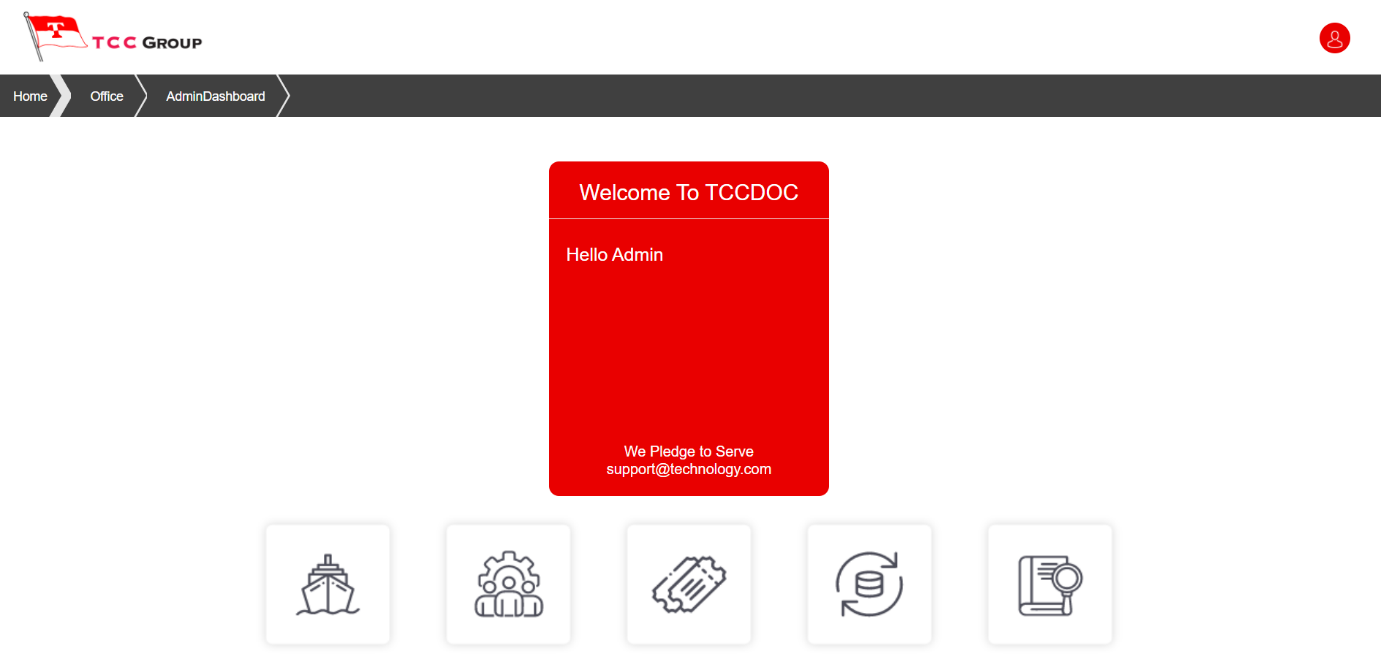 T
TCC GROUP
Home
Office
AdminDashboard
Welcome To TCCDOC
Hello Admin
We Pledge to Serve
support@technology.com